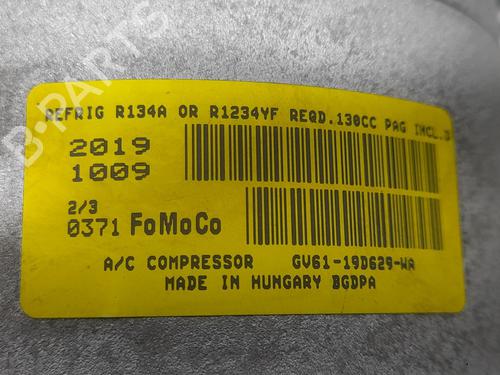 B-PARTS
REFRIG R134A OR R1234YF REQD.130CC PAG INCL.3
2019
1009
2/3
0371 FoMoCo
A/C COMPRESSOR GV61-19D629-WA
MADE IN HUNGARY BGDPA